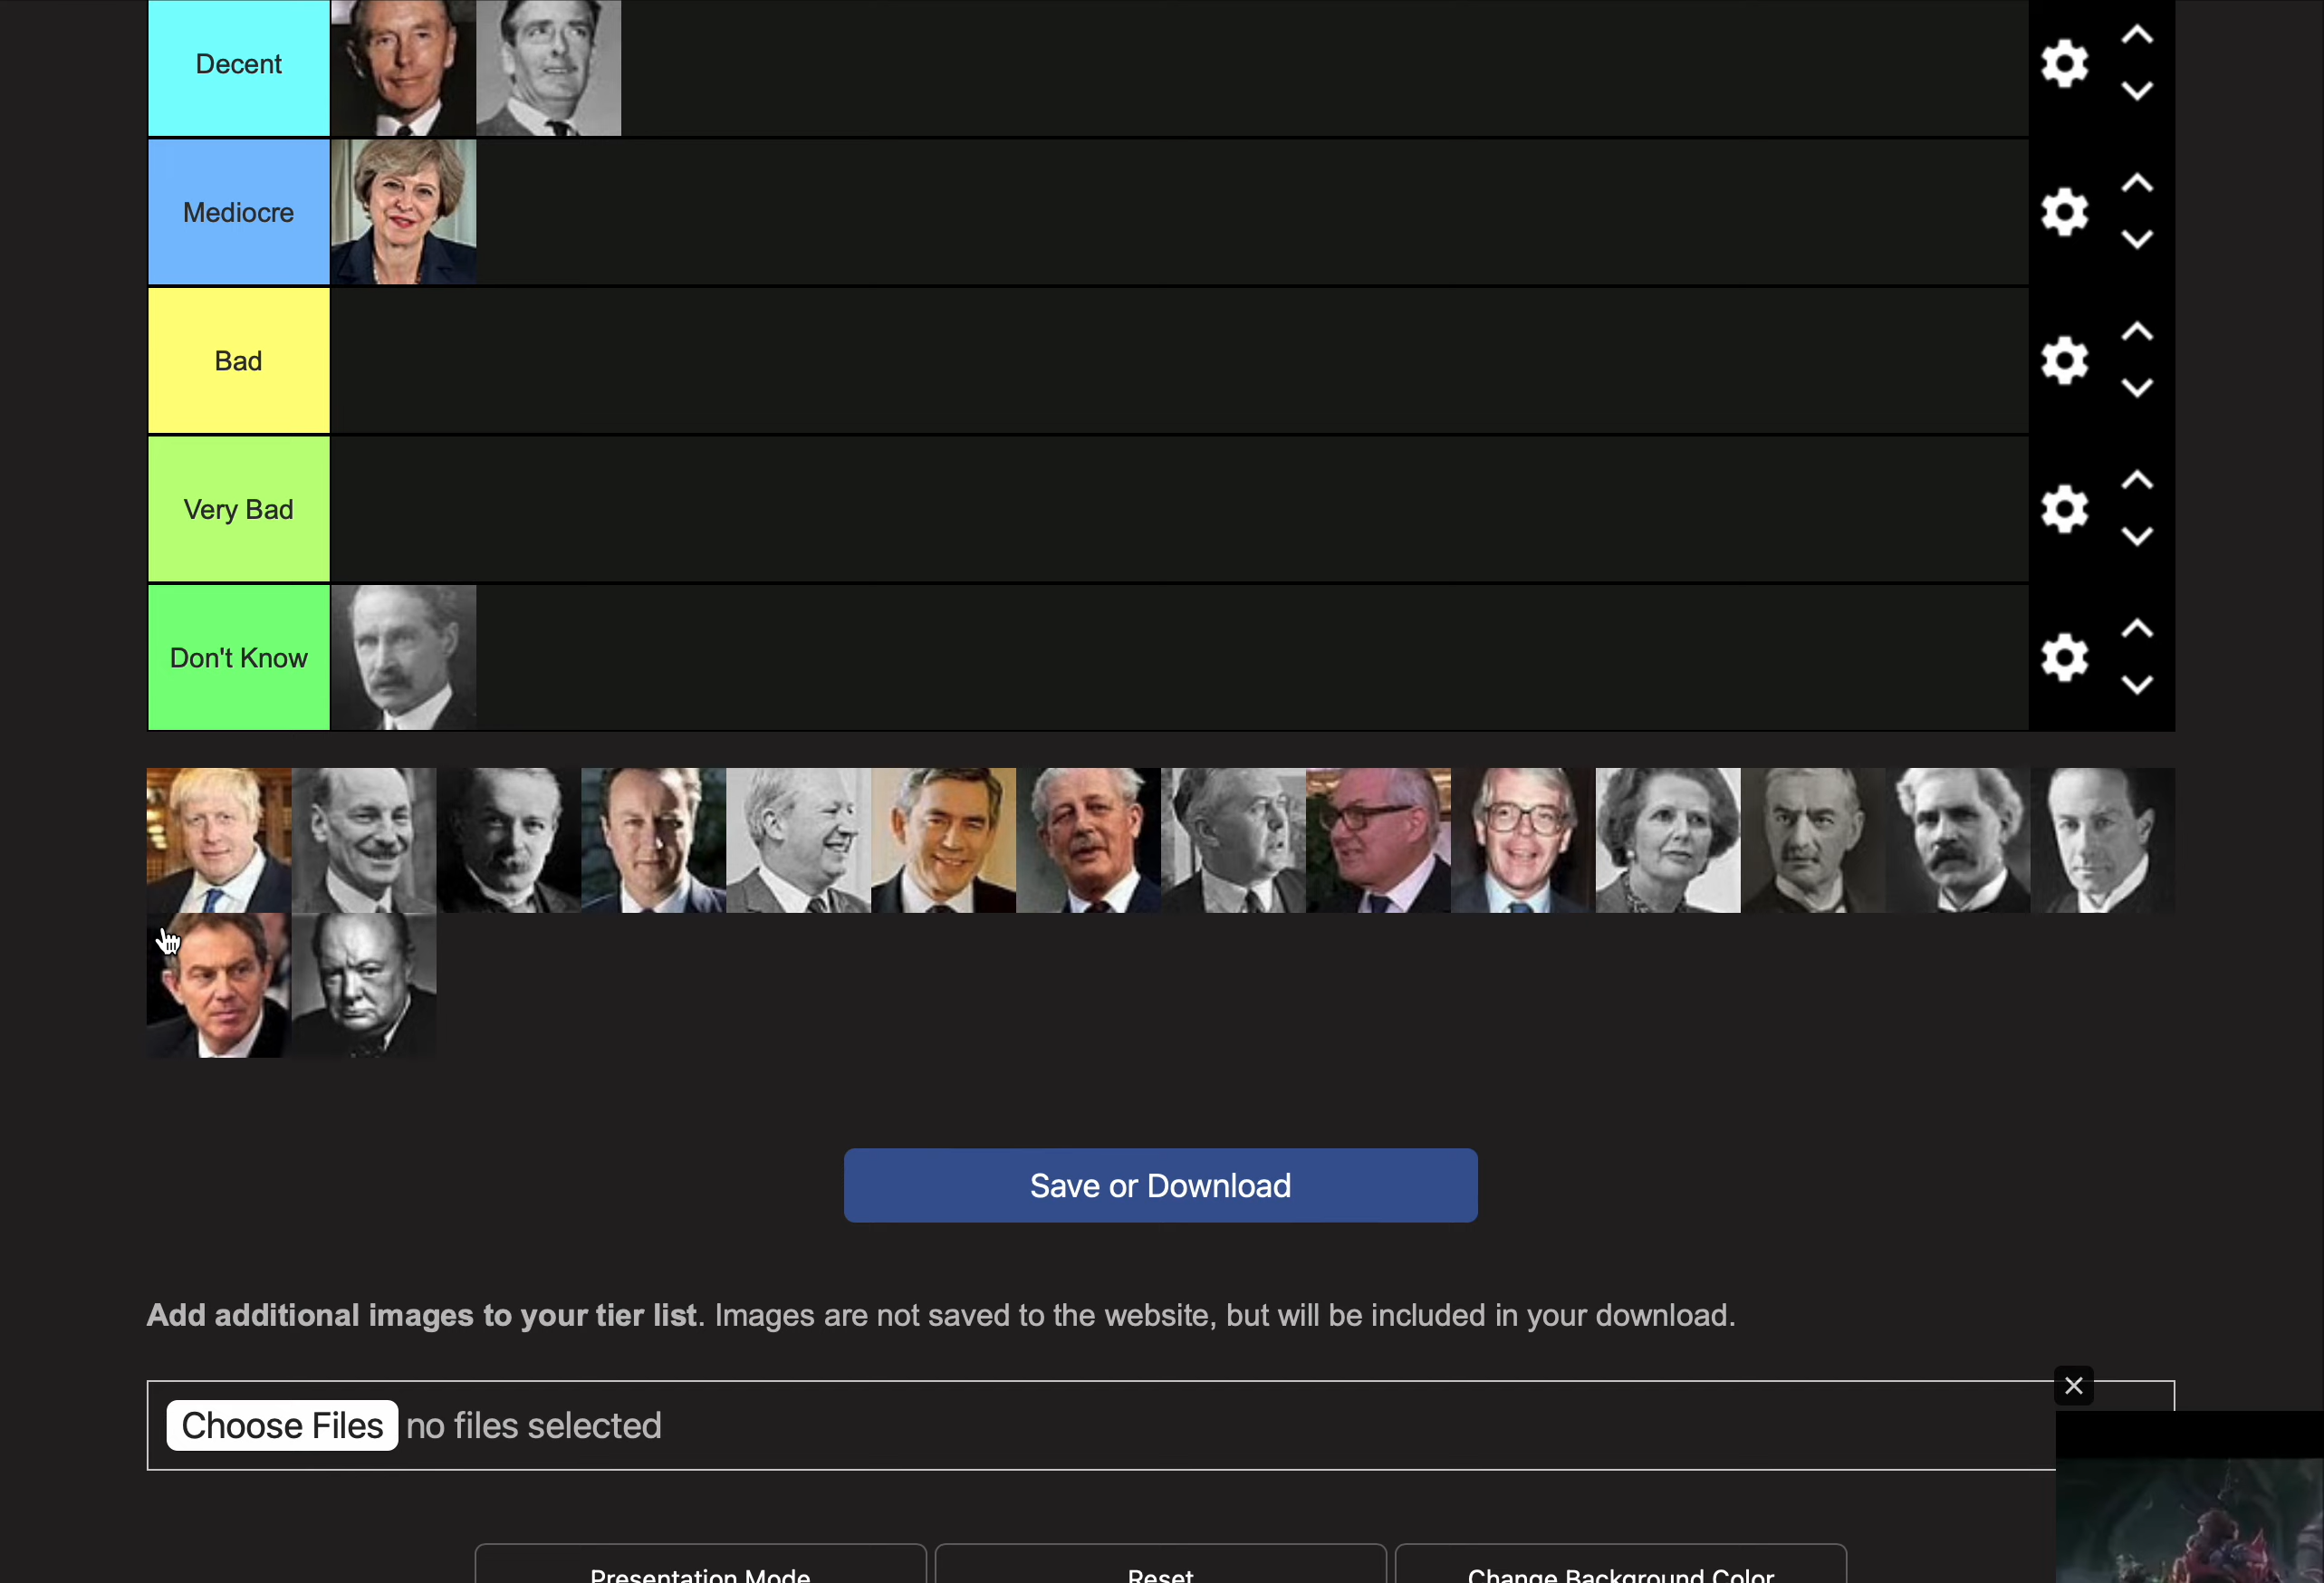 Decent
Mediocre
Bad
Very Bad
Don't Know
Save or Download
Add additional images to your tier list. Images are not saved to the website, but will be included in your download.
Choose Files no files selected
Presentation Mode
Reset
Change Background Color